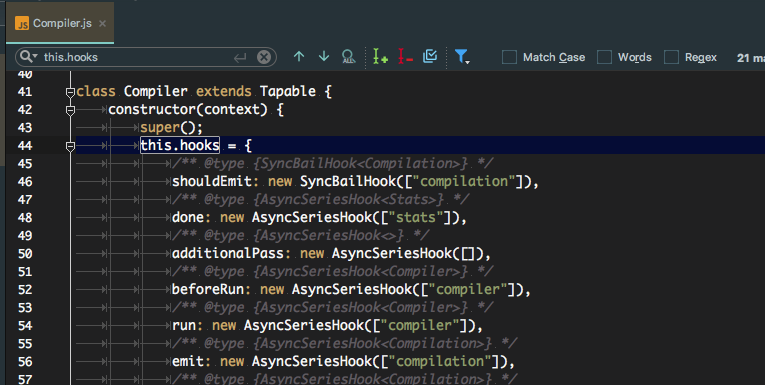 JS Compiler.js ×
this.hooks Match Case Words Regex 21 ma
40
41 class Compiler extends Tapable {
42 constructor(context) {
43 super();
44 this.hooks = {
45 /** @type {SyncBailHook<Compilation>} */
46 shouldEmit: new SyncBailHook(["compilation"]),
47 /** @type {AsyncSeriesHook<Stats>} */
48 done: new AsyncSeriesHook(["stats"]),
49 /** @type {AsyncSeriesHook<>} */
50 additionalPass: new AsyncSeriesHook([]),
51 /** @type {AsyncSeriesHook<Compiler>} */
52 beforeRun: new AsyncSeriesHook(["compiler"]),
53 /** @type {AsyncSeriesHook<Compiler>} */
54 run: new AsyncSeriesHook(["compiler"]),
55 /** @type {AsyncSeriesHook<Compilation>} */
56 emit: new AsyncSeriesHook(["compilation"]),
57 /** @type {AsyncSeriesHook<Compilation>} */